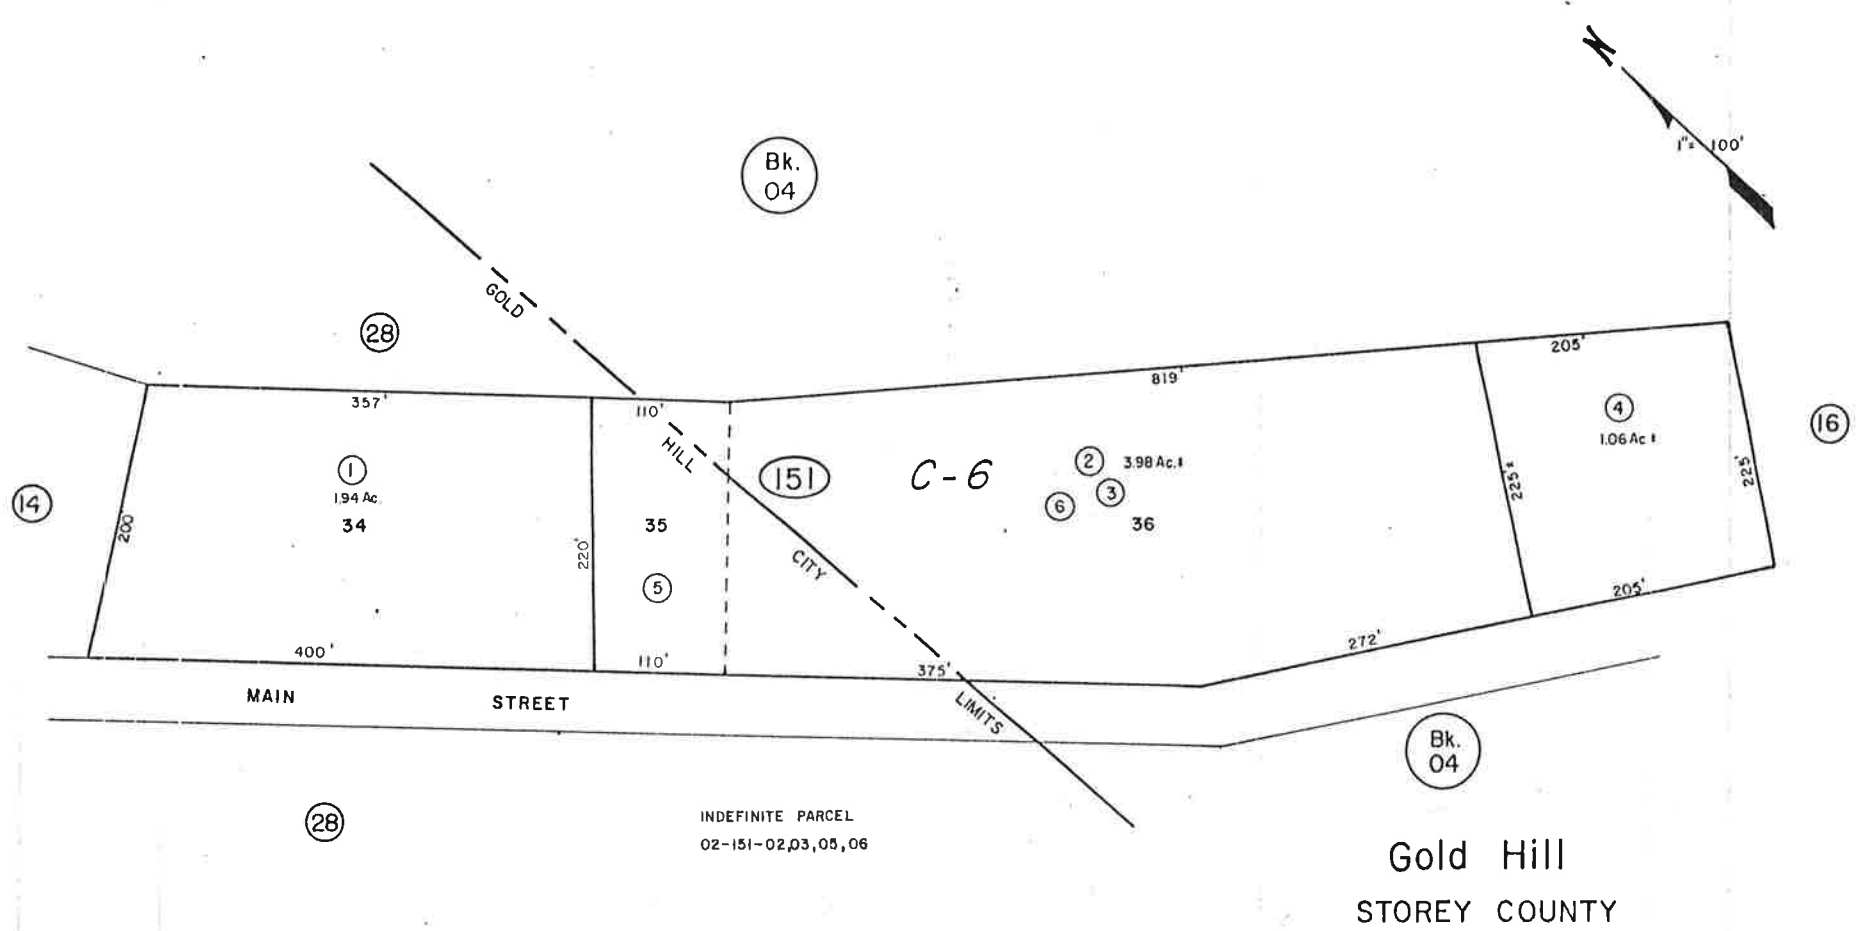 N
1"= 100'
Bk.
04
GOLD
28
205'
819'
357'
110'
HILL
4
1.06 Ac ±
16
2
3.98 Ac. ±
3
6
36
151
C-6
1
1.94 Ac.
34
14
200'
220'
35
5
225'±
225'
CITY
205'
272'
400'
110'
375'
MAIN STREET
LIMITS
Bk.
04
28
INDEFINITE PARCEL
02-151-02,03,05,06
Gold Hill
STOREY COUNTY